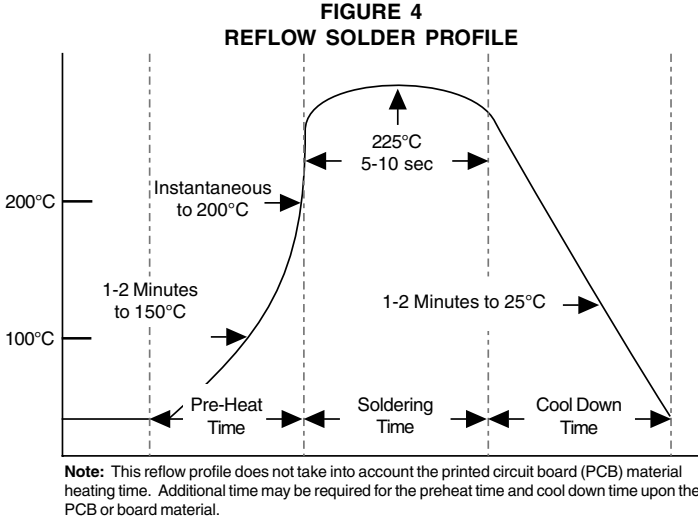 FIGURE 4
REFLOW SOLDER PROFILE
225°C
5-10 sec
Instantaneous
to 200°C
200°C
1-2 Minutes
to 150°C
1-2 Minutes to 25°C
100°C
Pre-Heat
Time
Soldering
Time
Cool Down
Time
Note: This reflow profile does not take into account the printed circuit board (PCB) material
heating time. Additional time may be required for the preheat time and cool down time upon the
PCB or board material.